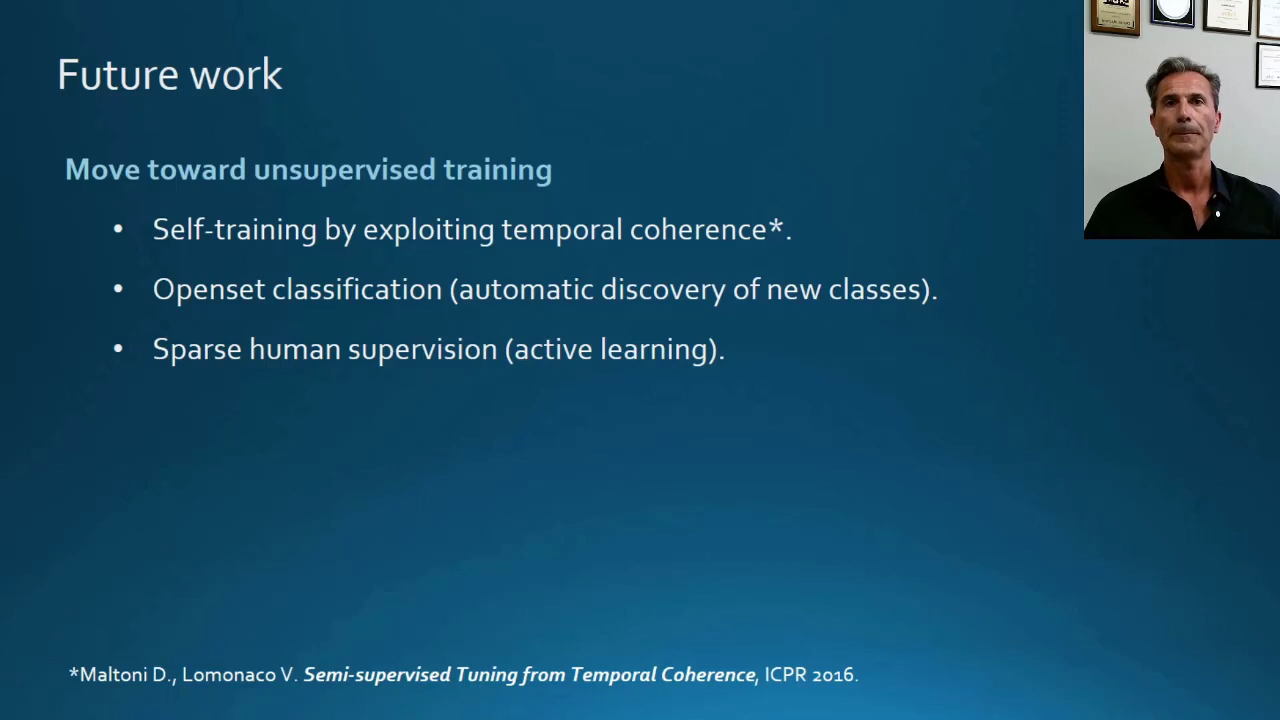 Future work
Move toward unsupervised training
• Self-training by exploiting temporal coherence*.
• Openset classification (automatic discovery of new classes).
• Sparse human supervision (active learning).
*Maltoni D., Lomonaco V. Semi-supervised Tuning from Temporal Coherence, ICPR 2016.